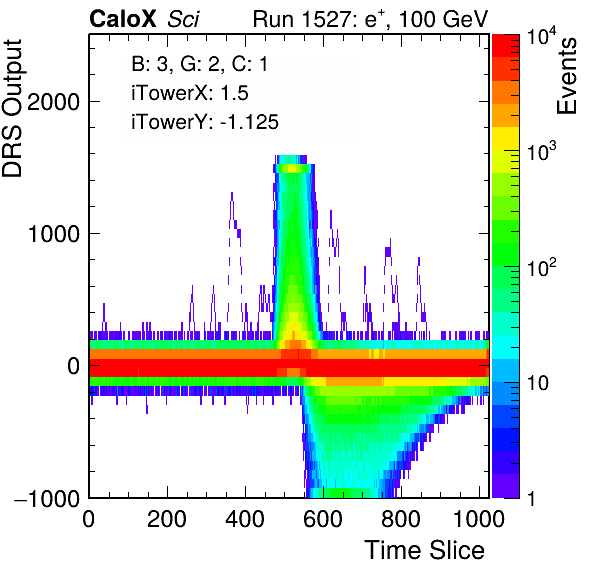 CaloX Sci Run 1527: e+, 100 GeV
B: 3, G: 2, C: 1
iTowerX: 1.5
iTowerY: -1.125
DRS Output
2000
1000
0
−1000
0 200 400 600 800 1000
Time Slice
Events
10^4
10^3
10^2
10
1